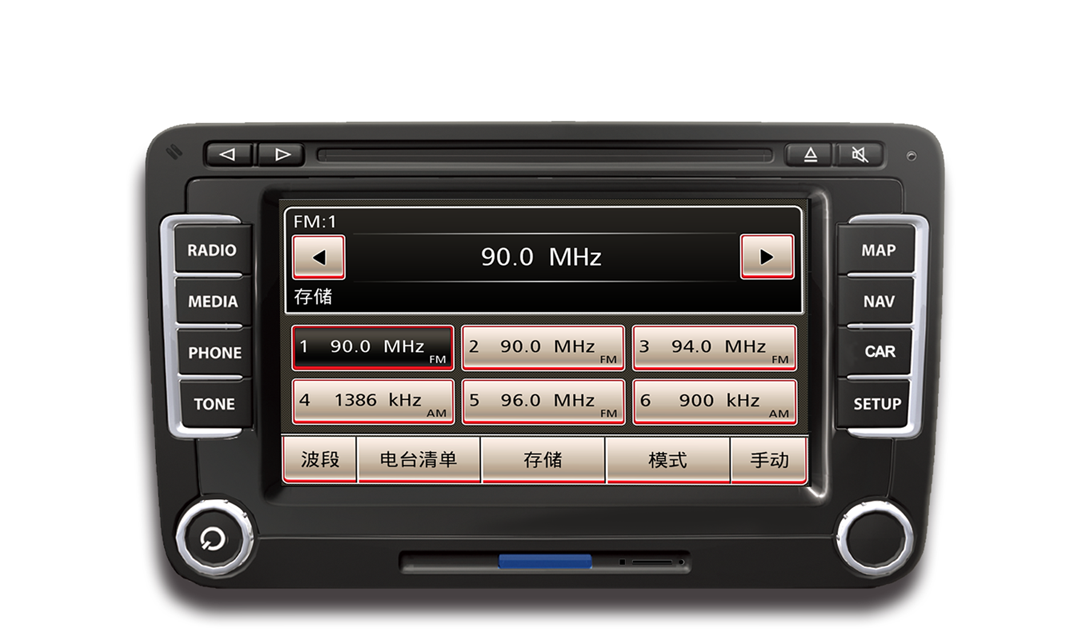 FM:1
90.0 MHz
存储
RADIO
MEDIA
PHONE
TONE
1 90.0 MHz FM
2 90.0 MHz FM
3 94.0 MHz FM
4 1386 kHz AM
5 96.0 MHz FM
6 900 kHz AM
波段 电台清单 存储 模式 手动
MAP
NAV
CAR
SETUP